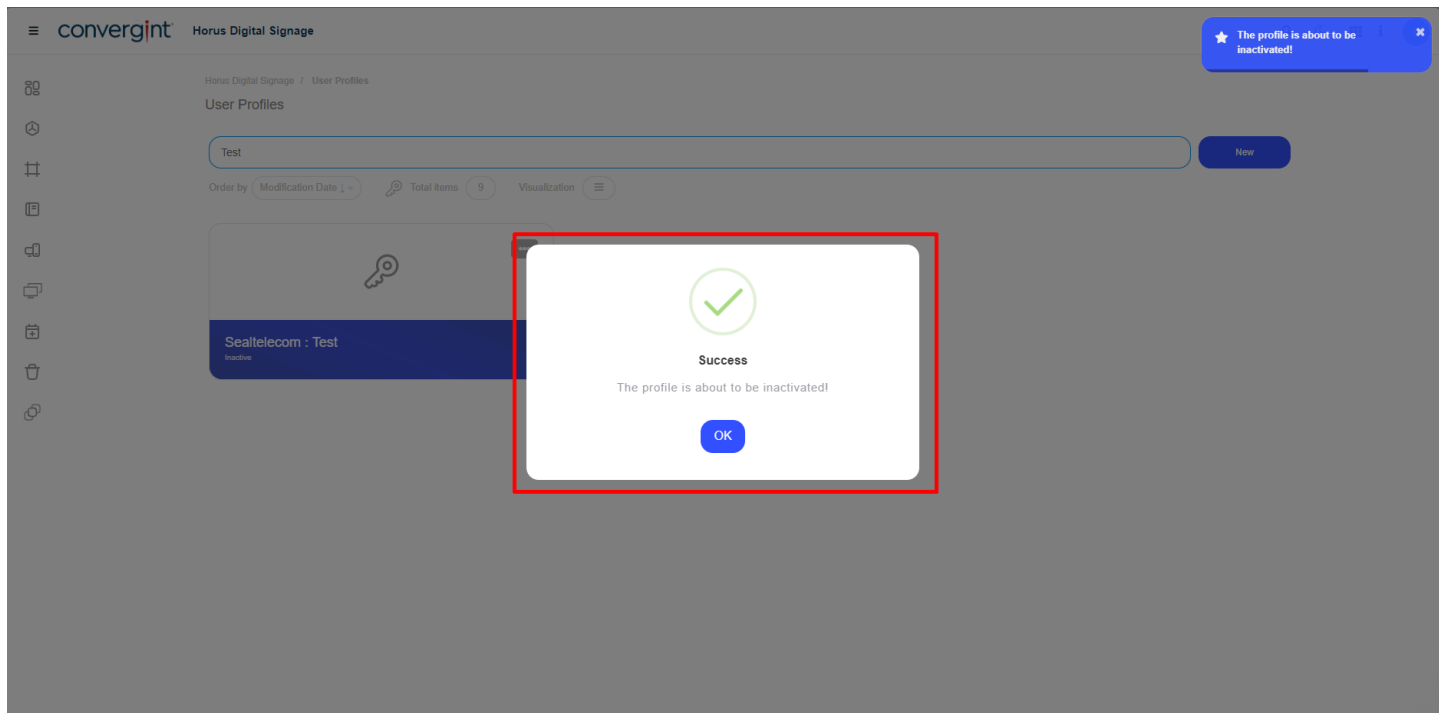 convergint
Horus Digital Signage
The profile is about to be
inactivated!
Horus Digital Signage / User Profiles
User Profiles
Test
New
Order by Modification Date ↓
Total Items 9
Visualization
Sealtelecom : Test
Inactive
Success
The profile is about to be inactivated!
OK